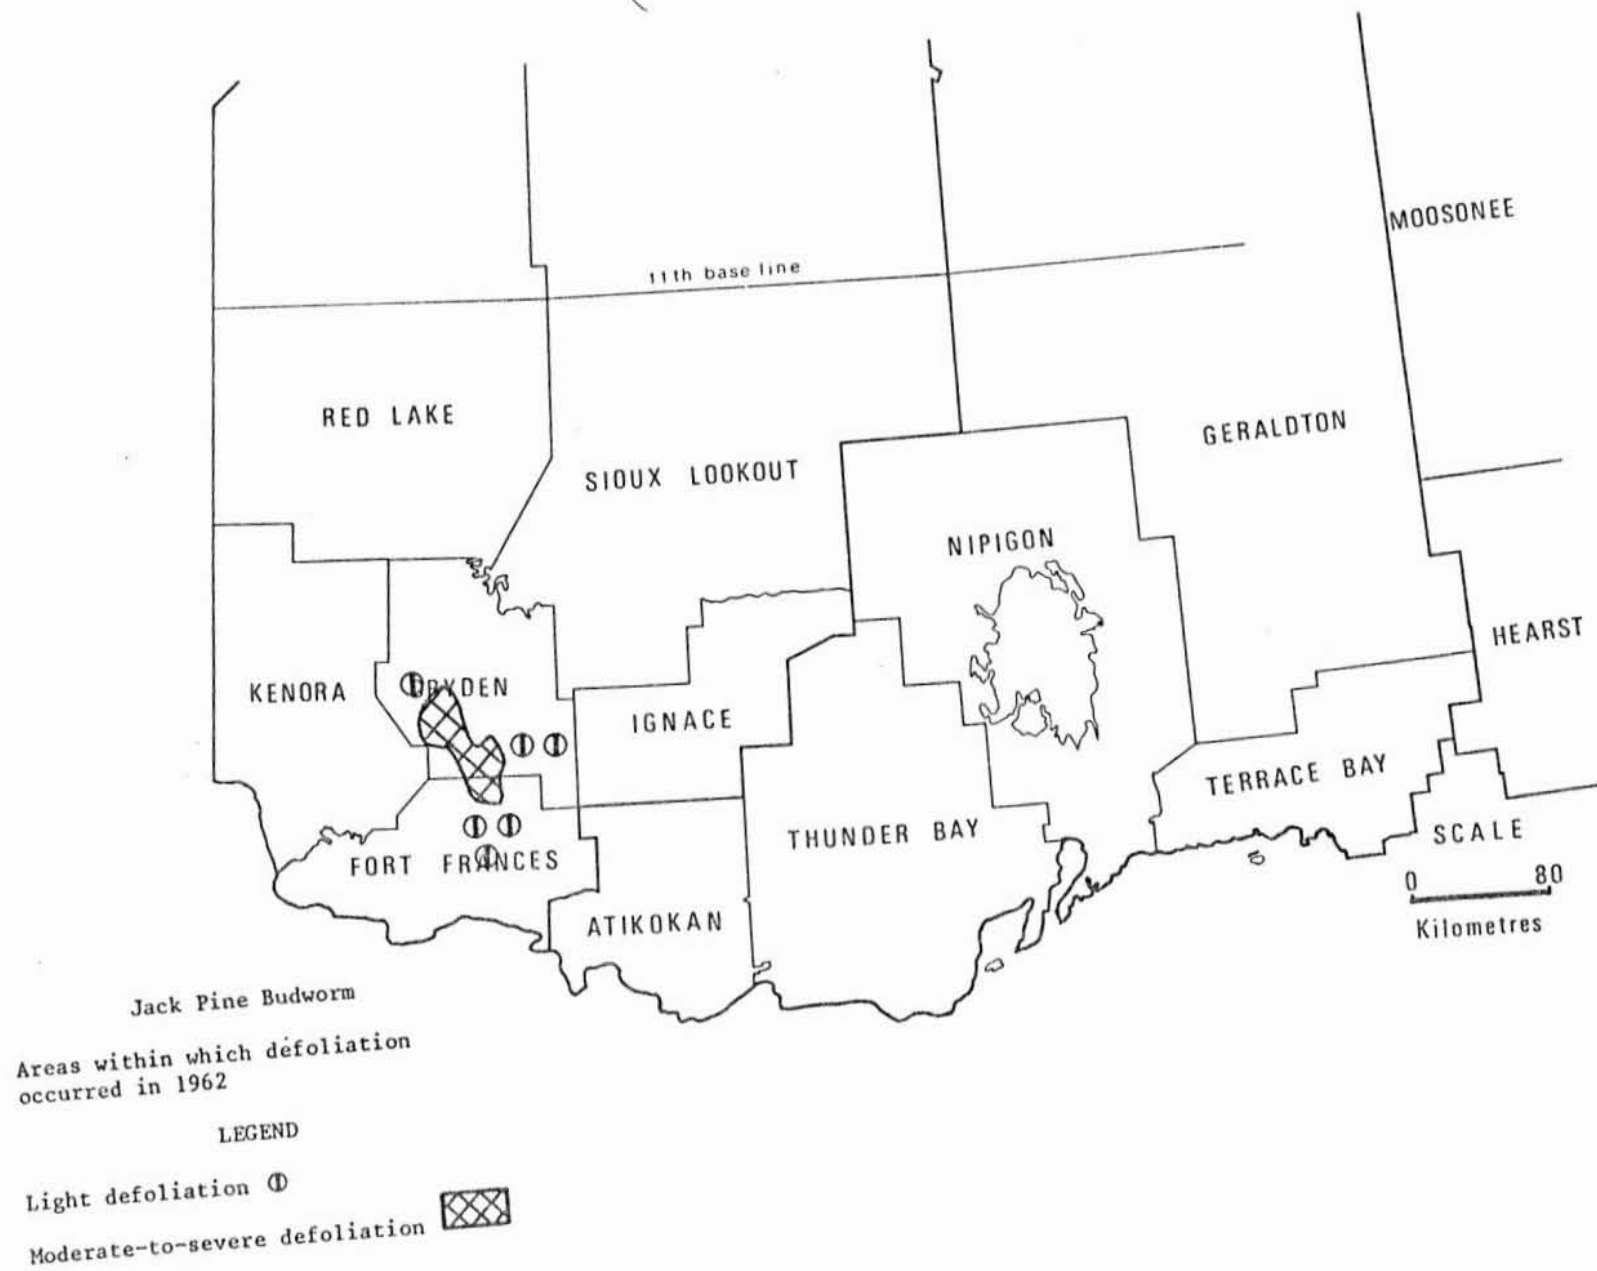 MOOSONEE
11th base line
RED LAKE
GERALDTON
SIOUX LOOKOUT
NIPIGON
HEARST
KENORA
DRYDEN
IGNACE
TERRACE BAY
THUNDER BAY
SCALE
FORT FRANCES
0 80
Kilometres
ATIKOKAN
Jack Pine Budworm
Areas within which defoliation
occurred in 1962
LEGEND
Light defoliation
Moderate-to-severe defoliation